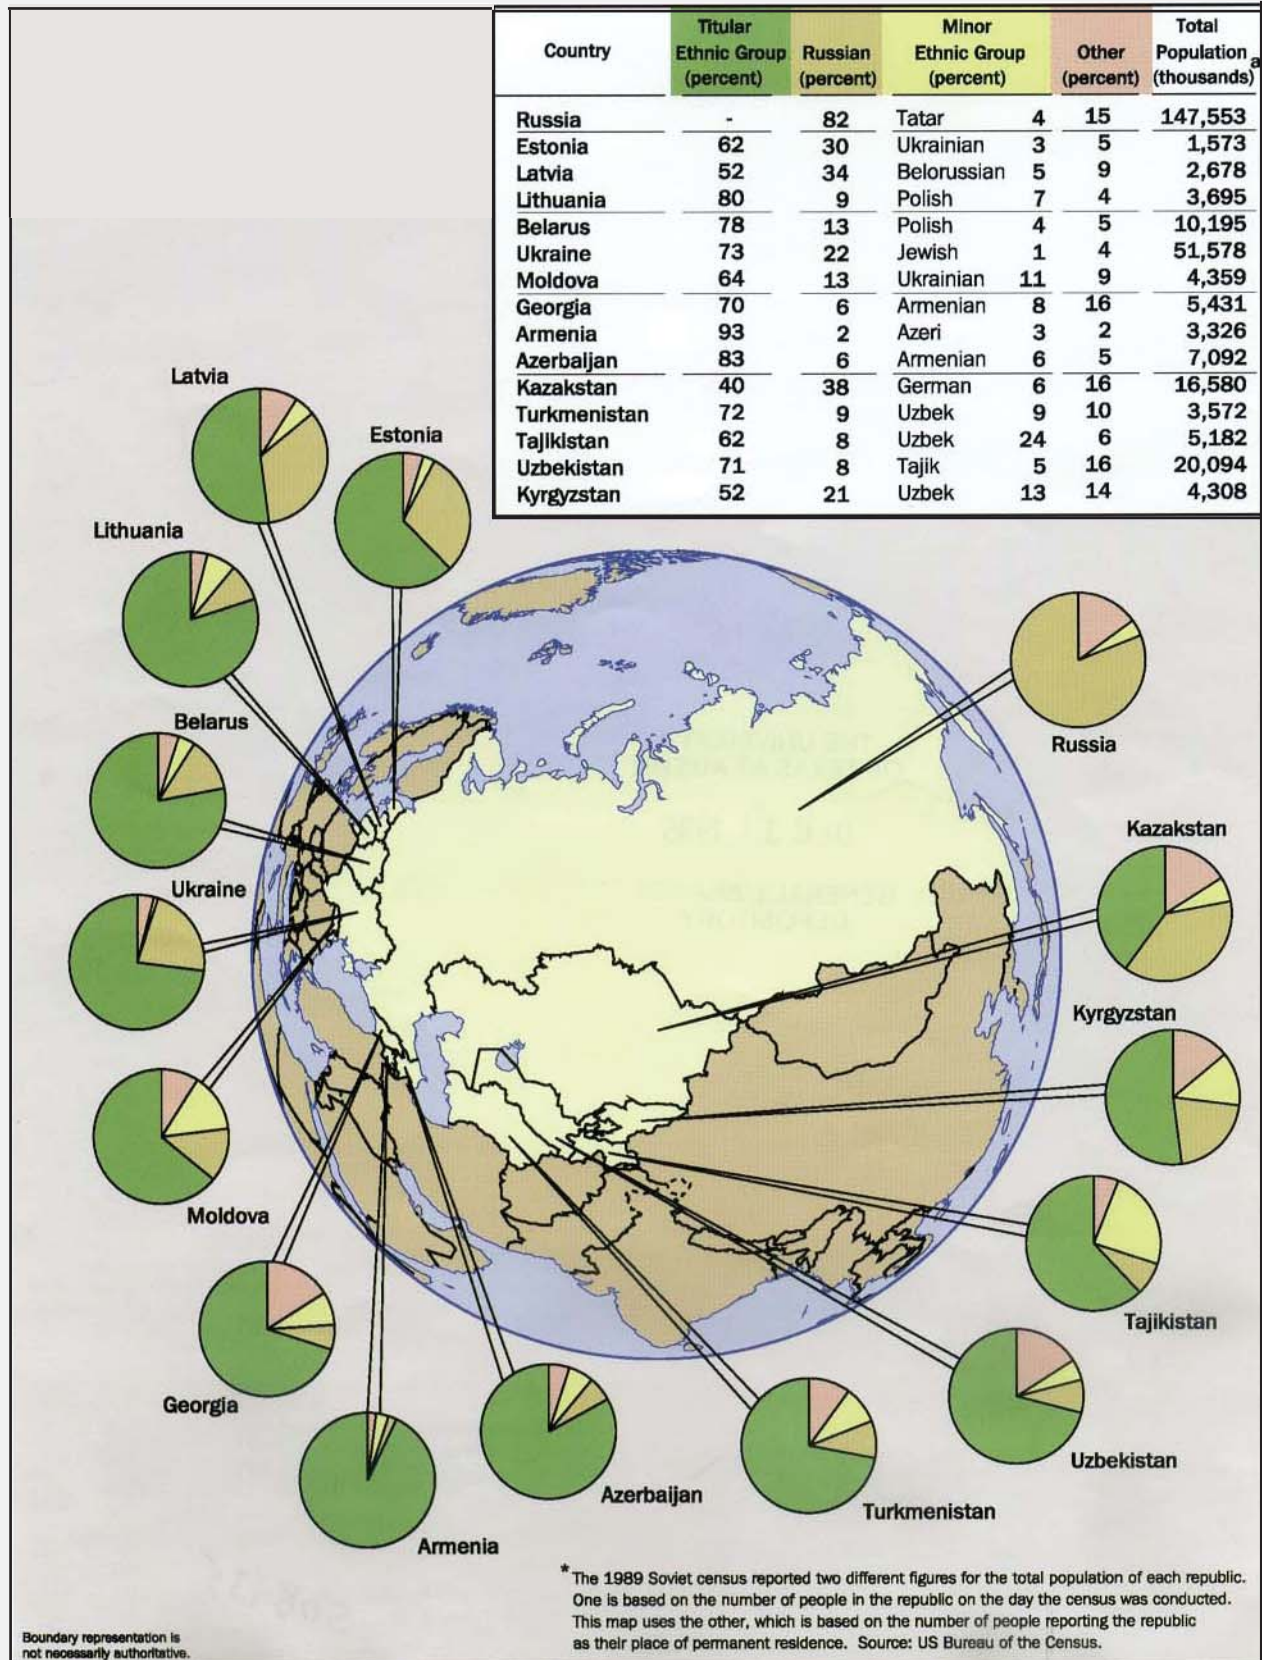 Country Titular Ethnic Group (percent) Russian (percent) Minor Ethnic Group (percent) Other (percent) Total Population (thousands) a
Russia - 82 Tatar 4 15 147,553
Estonia 62 30 Ukrainian 3 5 1,573
Latvia 52 34 Belorussian 5 9 2,678
Lithuania 80 9 Polish 7 4 3,695
Belarus 78 13 Polish 4 5 10,195
Ukraine 73 22 Jewish 1 4 51,578
Moldova 64 13 Ukrainian 11 9 4,359
Georgia 70 6 Armenian 8 16 5,431
Armenia 93 2 Azeri 3 2 3,326
Azerbaijan 83 6 Armenian 6 5 7,092
Kazakstan 40 38 German 6 16 16,580
Turkmenistan 72 9 Uzbek 9 10 3,572
Tajikistan 62 8 Uzbek 24 6 5,182
Uzbekistan 71 8 Tajik 5 16 20,094
Kyrgyzstan 52 21 Uzbek 13 14 4,308
Latvia
Estonia
Lithuania
Belarus
Russia
Kazakstan
Ukraine
Kyrgyzstan
Moldova
Tajikistan
Georgia
Uzbekistan
Azerbaijan
Turkmenistan
Armenia
* The 1989 Soviet census reported two different figures for the total population of each republic.
One is based on the number of people in the republic on the day the census was conducted.
This map uses the other, which is based on the number of people reporting the republic
as their place of permanent residence. Source: US Bureau of the Census.
Boundary representation is
not necessarily authoritative.